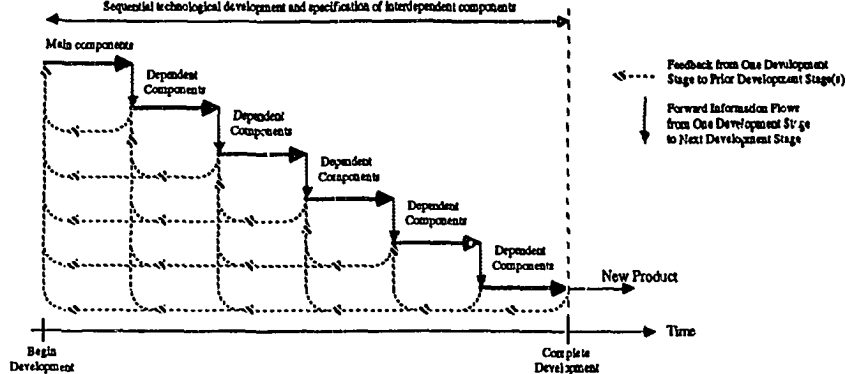 Sequential technological development and specification of interdependent components
Main components
Dependent
Components
Dependent
Components
Dependent
Components
Dependent
Components
Dependent
Components
Feedback from One Development
Stage to Prior Development Stage(s)
Forward Information Flows
from One Development Stage
to Next Development Stage
New Product
Time
Begin
Development
Complete
Development